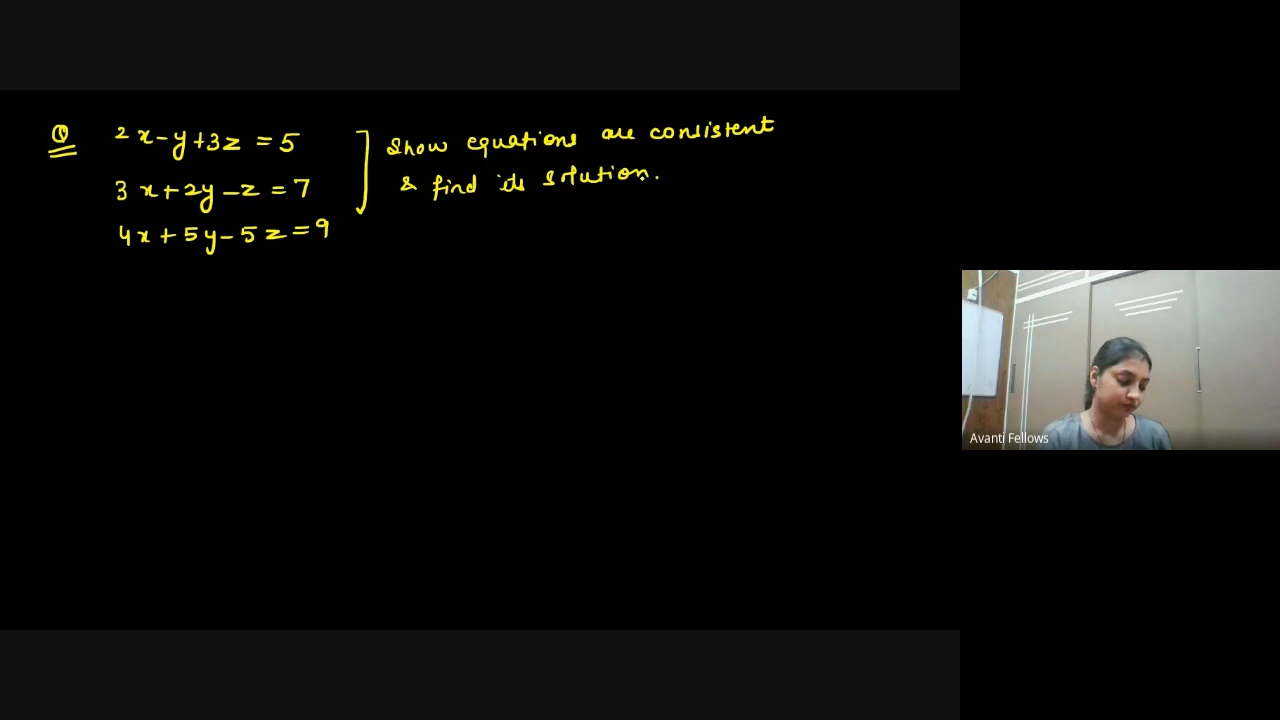 Q 2x-y+3z=5 ] Show equations are consistent
3x+2y-z=7 & find its solution.
4x+5y-5z=9
Avanti Fellows